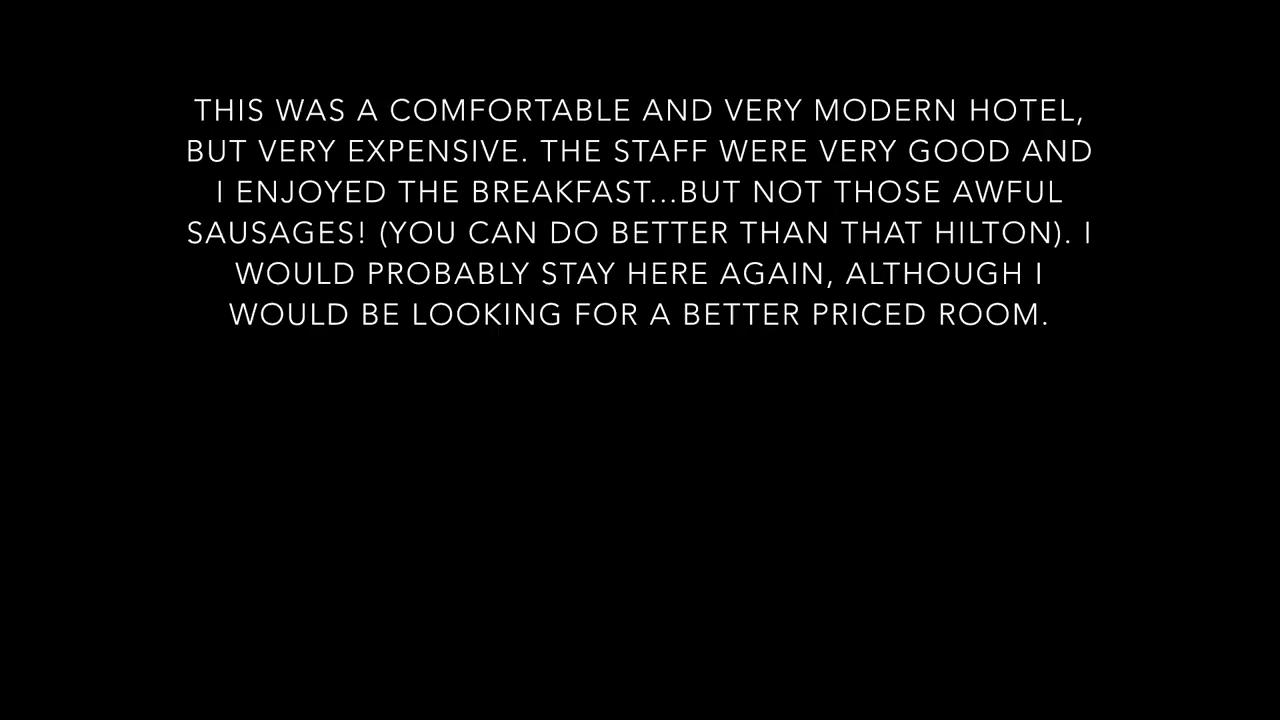 THIS WAS A COMFORTABLE AND VERY MODERN HOTEL,
BUT VERY EXPENSIVE. THE STAFF WERE VERY GOOD AND
I ENJOYED THE BREAKFAST...BUT NOT THOSE AWFUL
SAUSAGES! (YOU CAN DO BETTER THAN THAT HILTON). I
WOULD PROBABLY STAY HERE AGAIN, ALTHOUGH I
WOULD BE LOOKING FOR A BETTER PRICED ROOM.